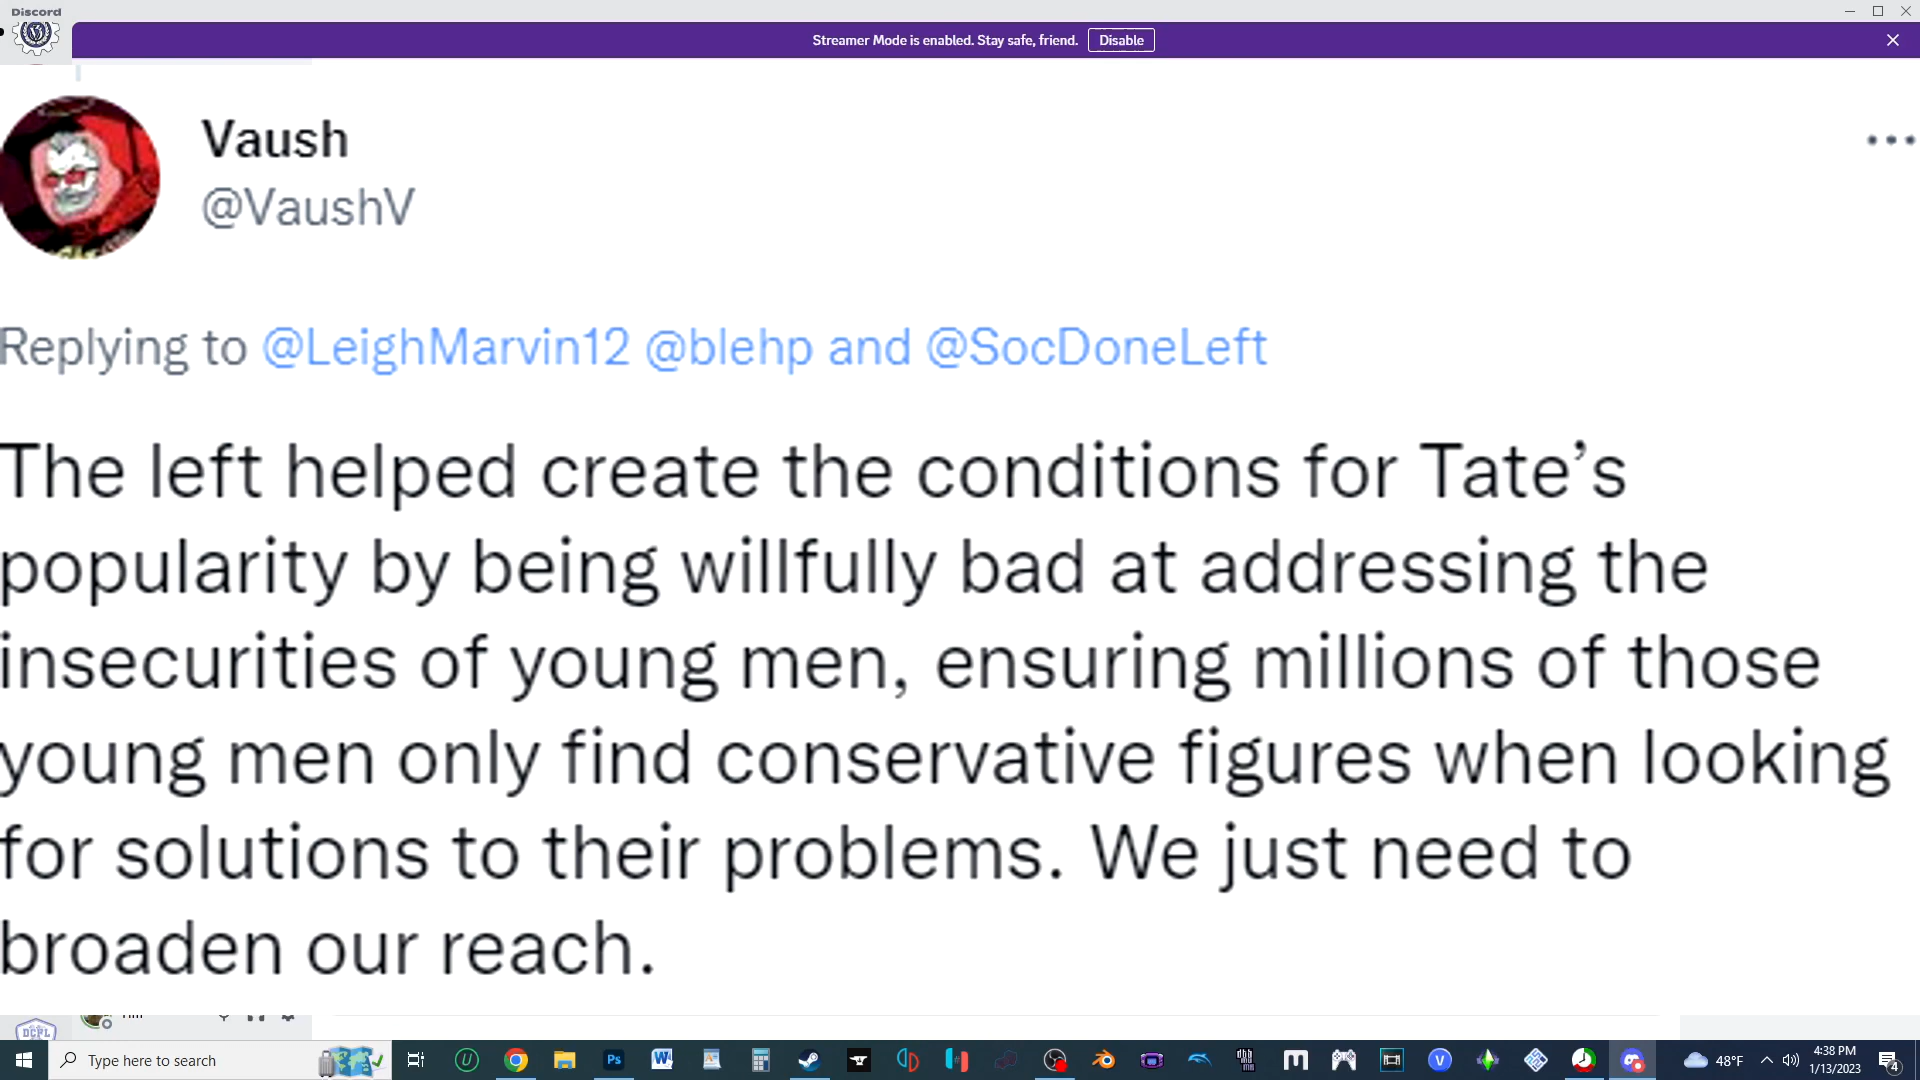 Discord
Streamer Mode is enabled. Stay safe, friend. Disable
Vaush
@VaushV
Replying to @LeighMarvin12 @blehp and @SocDoneLeft
The left helped create the conditions for Tate’s
popularity by being willfully bad at addressing the
insecurities of young men, ensuring millions of those
young men only find conservative figures when looking
for solutions to their problems. We just need to
broaden our reach.
DCPL
Type here to search
48°F
4:38 PM
1/13/2023
4